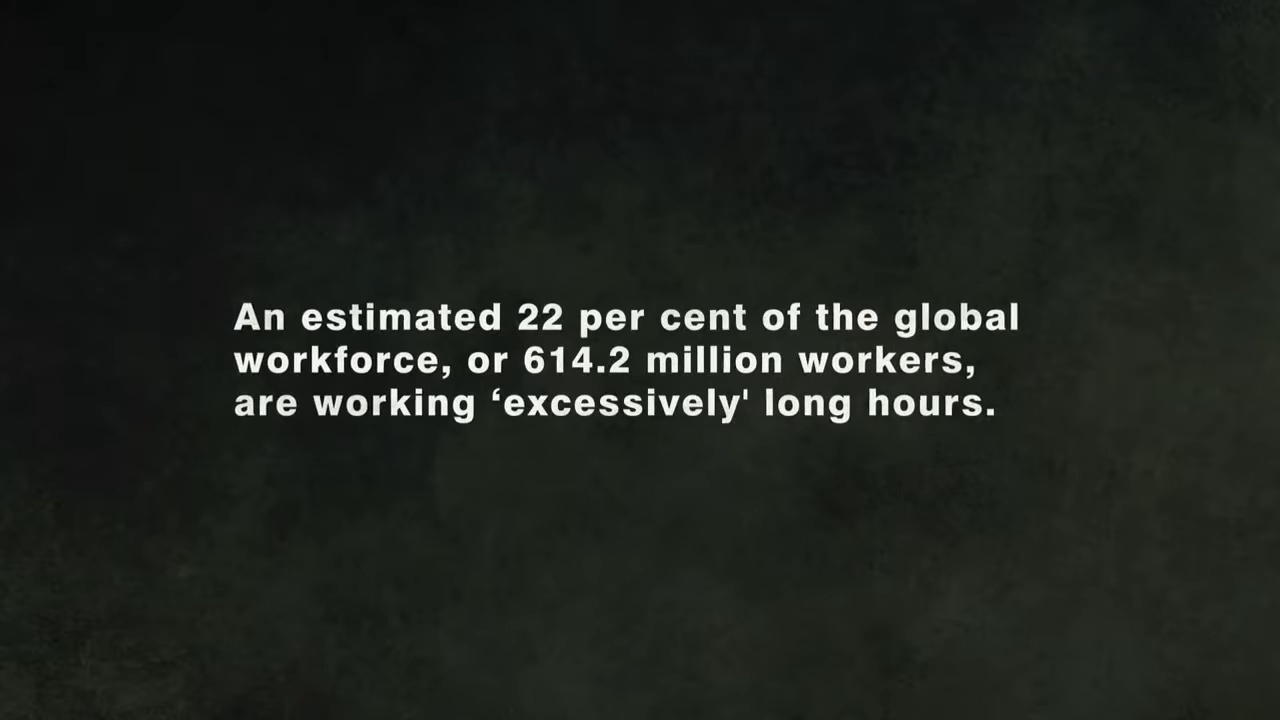 An estimated 22 per cent of the global
workforce, or 614.2 million workers,
are working ‘excessively' long hours.